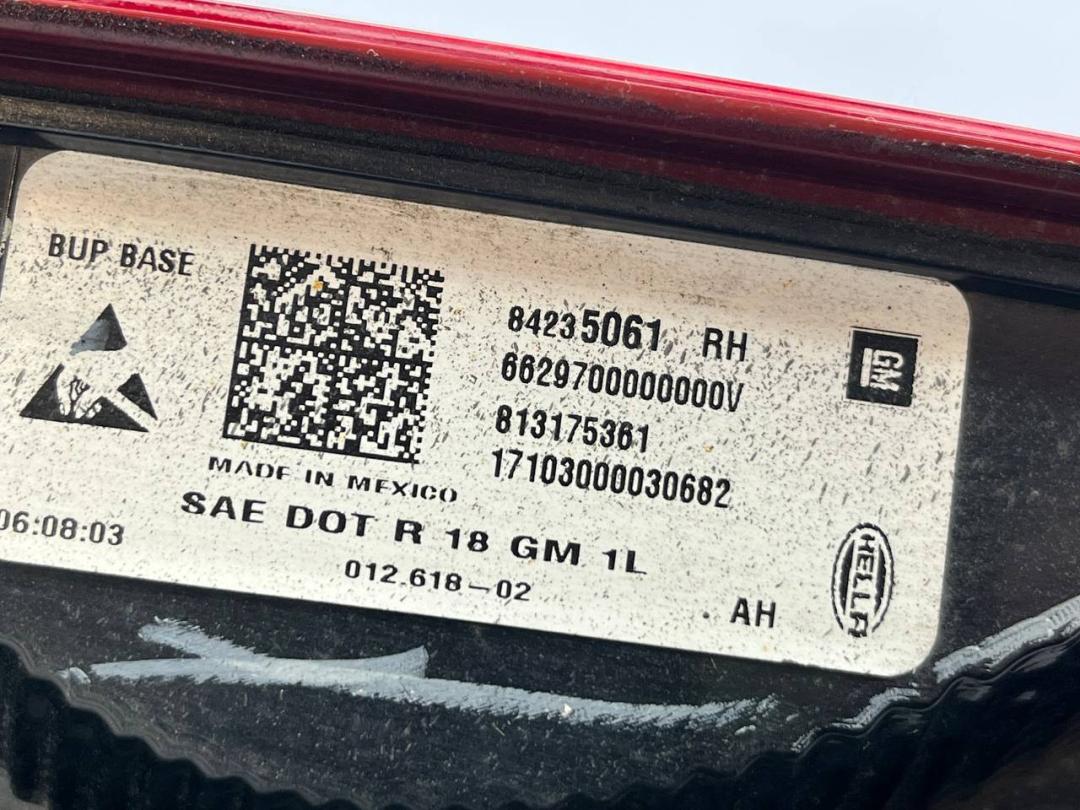 BUP BASE
84235061 RH
6629700000000V
813175361
17103000030682
GM
MADE IN MEXICO
SAE DOT R 18 GM 1L
06:08:03
012.618-02
AH
HELLA